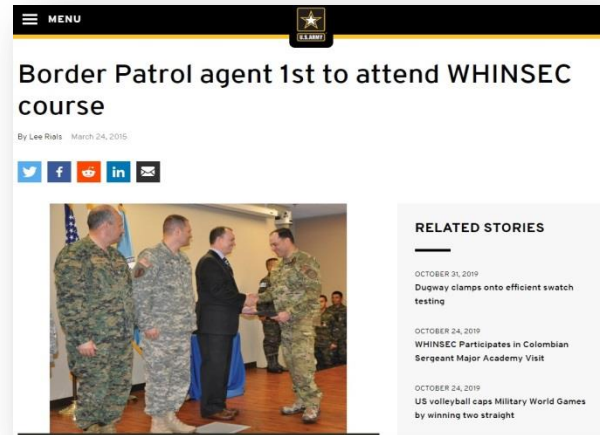 MENU
U.S.ARMY
Border Patrol agent 1st to attend WHINSEC
course
By Lee Rials March 24, 2015
f
in
RELATED STORIES
OCTOBER 31, 2019
Dugway clamps onto efficient swatch
testing
OCTOBER 24, 2019
WHINSEC Participates in Colombian
Sergeant Major Academy Visit
OCTOBER 24, 2019
US volleyball caps Military World Games
by winning two straight